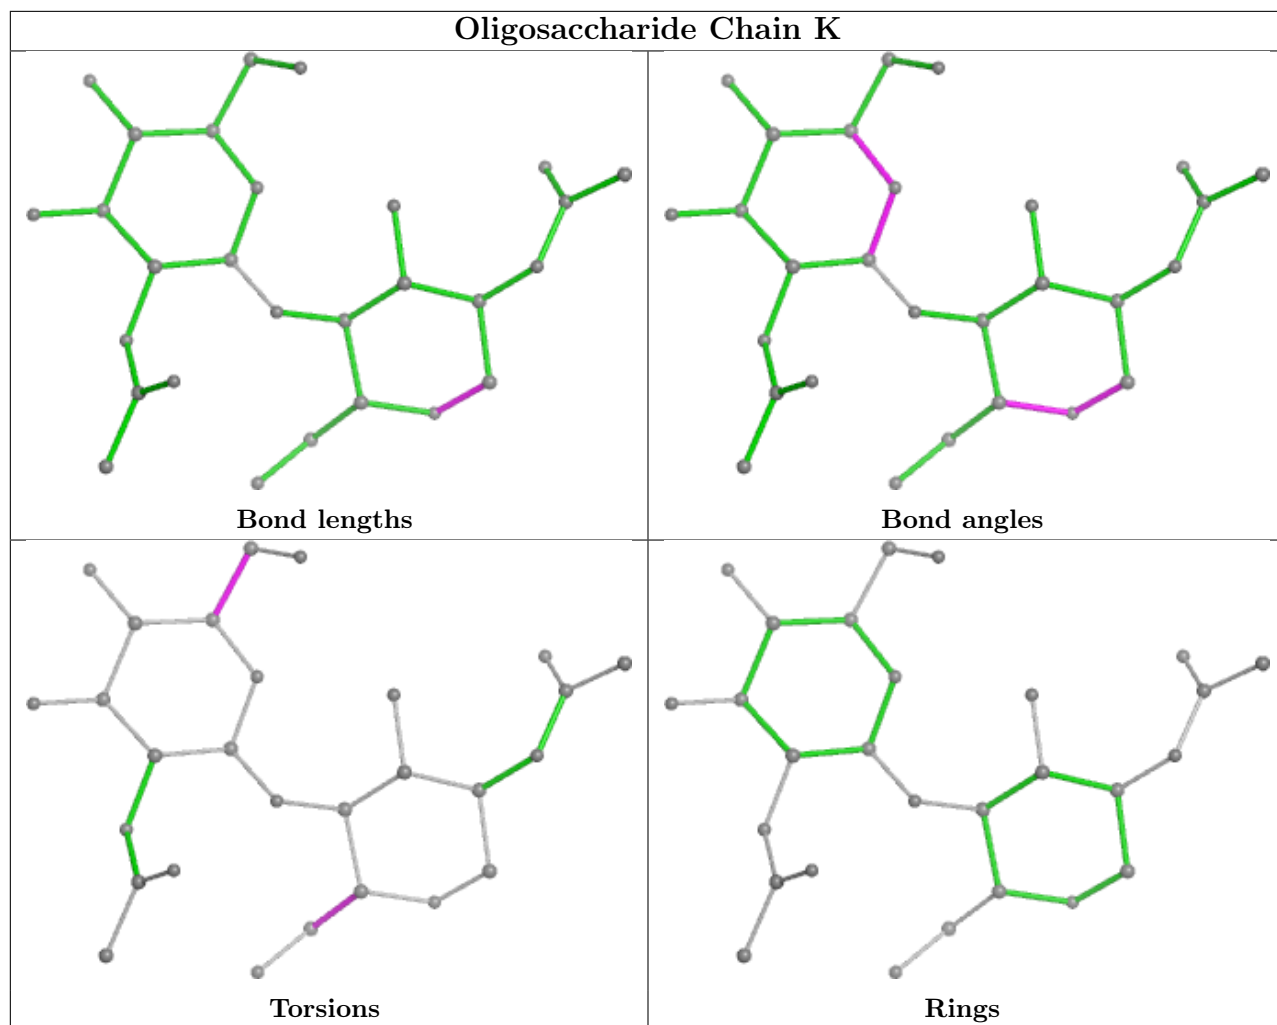 Oligosaccharide Chain K
Bond lengths
Bond angles
Torsions
Rings